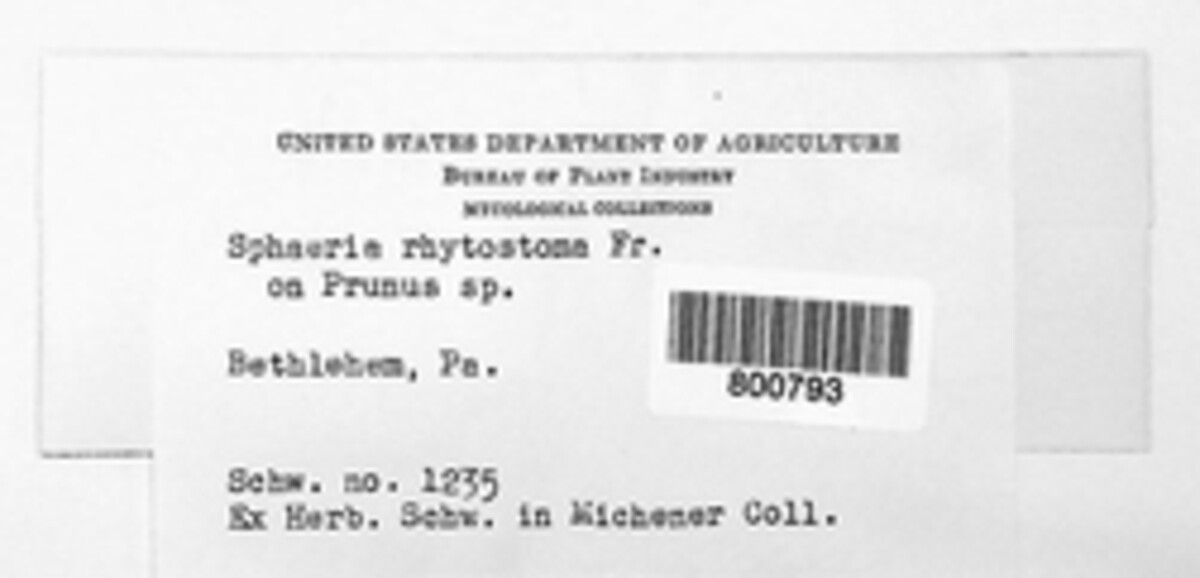 UNITED STATES DEPARTMENT OF AGRICULTURE
BUREAU OF PLANT INDUSTRY
MYCOLOGICAL COLLECTIONS
Sphaeria rhytostoma Fr.
on Prunus sp.
Bethlehem, Pa.
800793
Schw. no. 1235
Ex Herb. Schw. in Michener Coll.